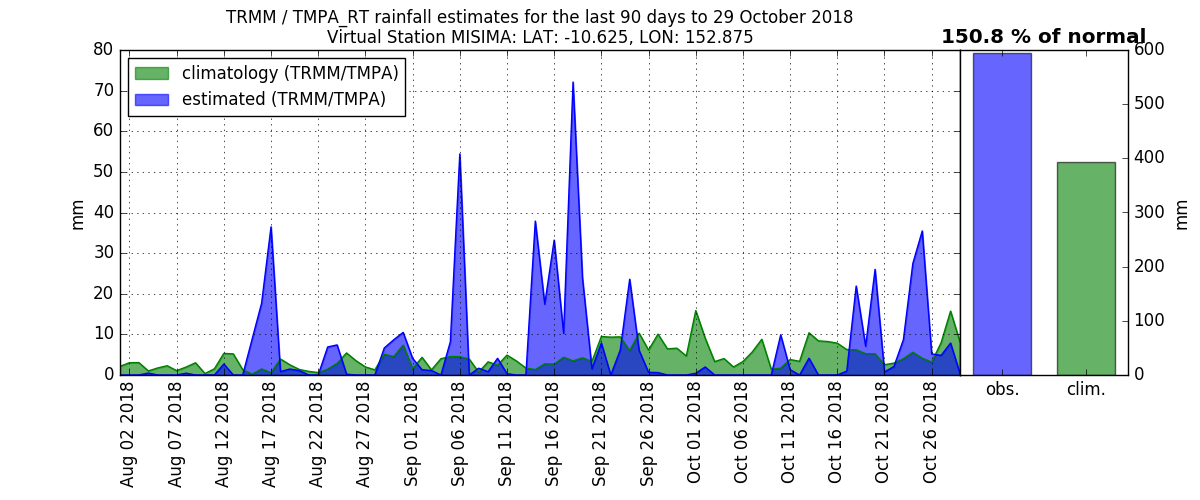 TRMM / TMPA_RT rainfall estimates for the last 90 days to 29 October 2018
Virtual Station MISIMA: LAT: -10.625, LON: 152.875
150.8 % of normal
climatology (TRMM/TMPA)
estimated (TRMM/TMPA)
mm
80
70
60
50
40
30
20
10
0
Aug 02 2018
Aug 07 2018
Aug 12 2018
Aug 17 2018
Aug 22 2018
Aug 27 2018
Sep 01 2018
Sep 06 2018
Sep 11 2018
Sep 16 2018
Sep 21 2018
Sep 26 2018
Oct 01 2018
Oct 06 2018
Oct 11 2018
Oct 16 2018
Oct 21 2018
Oct 26 2018
600
500
400
300
200
100
0
mm
obs.
clim.